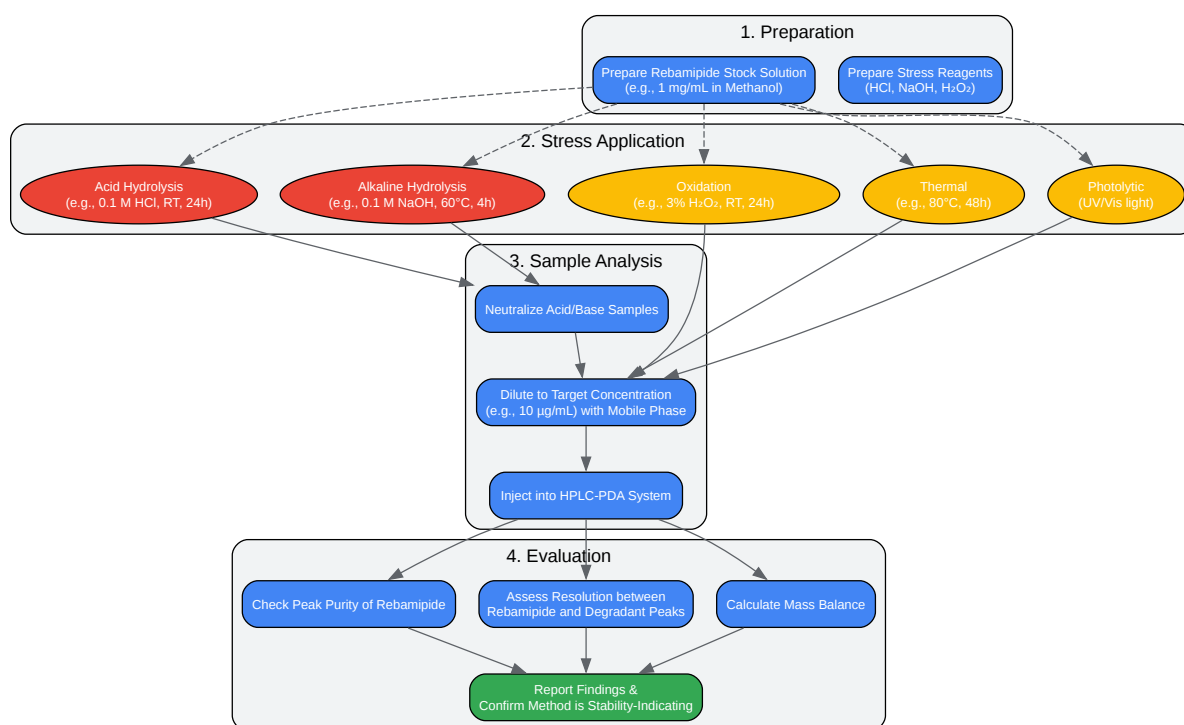 1. Preparation
Prepare Rebamipide Stock Solution
(e.g., 1 mg/mL in Methanol)
Prepare Stress Reagents
(HCl, NaOH, H₂O₂)
2. Stress Application
Acid Hydrolysis
(e.g., 0.1 M HCl, RT, 24h)
Alkaline Hydrolysis
(e.g., 0.1 M NaOH, 60°C, 4h)
Oxidation
(e.g., 3% H₂O₂, RT, 24h)
Thermal
(e.g., 80°C, 48h)
Photolytic
(UV/Vis light)
3. Sample Analysis
Neutralize Acid/Base Samples
Dilute to Target Concentration
(e.g., 10 µg/mL) with Mobile Phase
Inject into HPLC-PDA System
4. Evaluation
Check Peak Purity of Rebamipide
Assess Resolution between
Rebamipide and Degradant Peaks
Calculate Mass Balance
Report Findings &
Confirm Method is Stability-Indicating